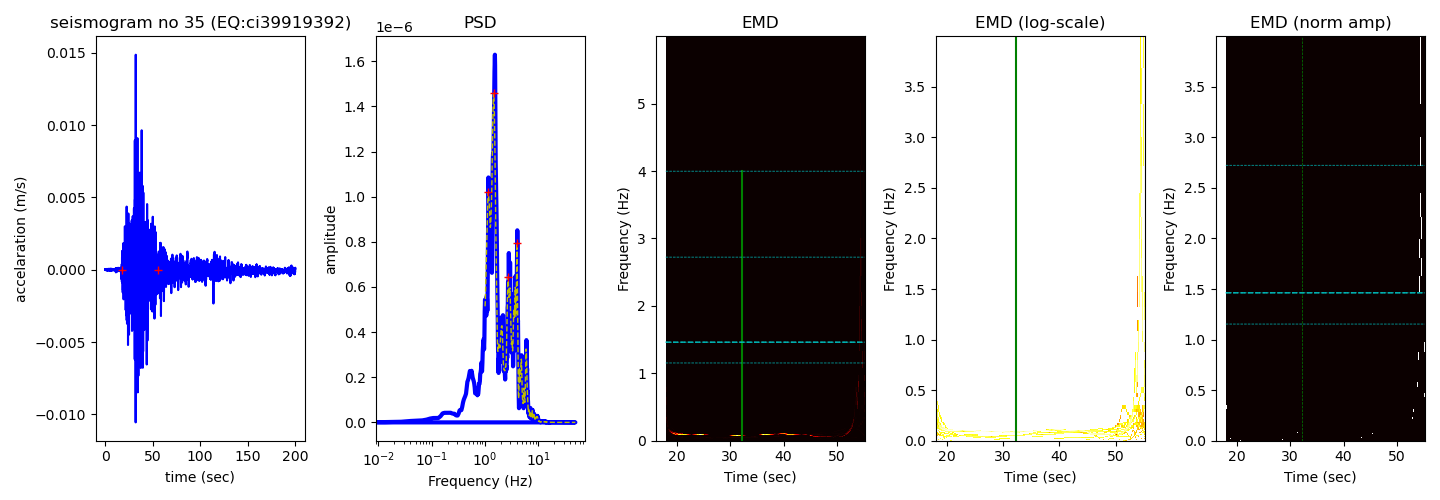 seismogram no 35 (EQ:ci39919392)
accelaration (m/s)
0.015
0.010
0.005
0.000
−0.005
−0.010
0 50 100 150 200
time (sec)
PSD
1e−6
amplitude
1.6
1.4
1.2
1.0
0.8
0.6
0.4
0.2
0.0
10⁻² 10⁻¹ 10⁰ 10¹
Frequency (Hz)
EMD
Frequency (Hz)
5
4
3
2
1
0
20 30 40 50
Time (sec)
EMD (log-scale)
Frequency (Hz)
3.5
3.0
2.5
2.0
1.5
1.0
0.5
0.0
20 30 40 50
Time (sec)
EMD (norm amp)
Frequency (Hz)
3.5
3.0
2.5
2.0
1.5
1.0
0.5
0.0
20 30 40 50
Time (sec)